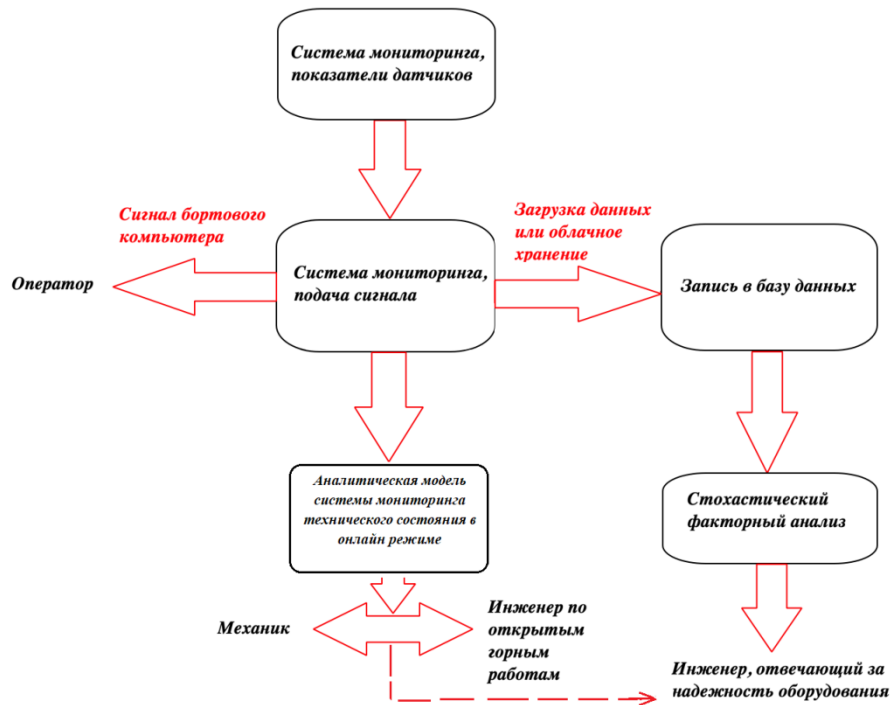 Система мониторинга,
показатели датчиков
Сигнал бортового
компьютера
Загрузка данных
или облачное
хранение
Оператор
Система мониторинга,
подача сигнала
Запись в базу данных
Аналитическая модель
системы мониторинга
технического состояния в
онлайн режиме
Стохастический
факторный анализ
Механик
Инженер по
открытым
горным
работам
Инженер, отвечающий за
надежность оборудования